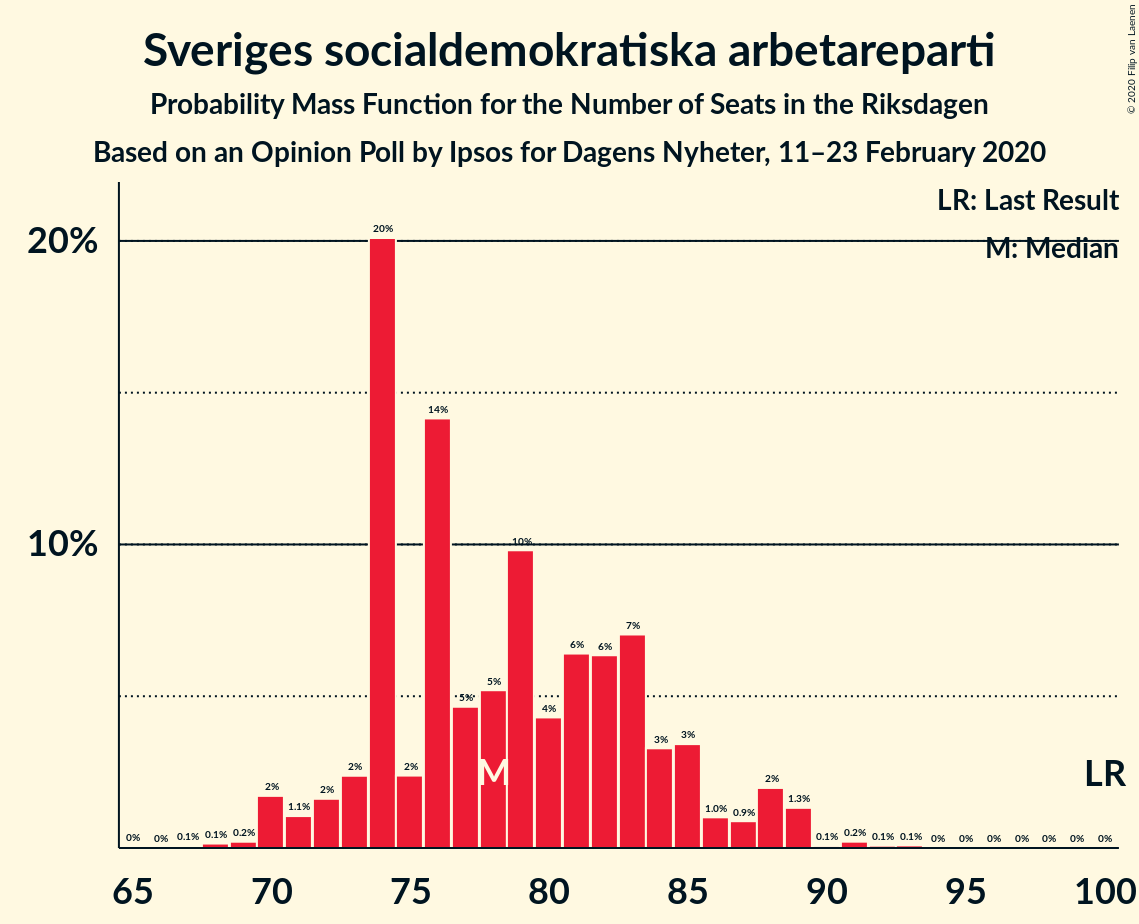 Sveriges socialdemokratiska arbetareparti
Probability Mass Function for the Number of Seats in the Riksdagen
Based on an Opinion Poll by Ipsos for Dagens Nyheter, 11–23 February 2020
© 2020 Filip van Laenen
LR: Last Result
M: Median
20%
10%
0% 0% 0.1% 0.1% 0.2% 2% 1.1% 2% 2% 20% 2% 14% 5% 5% 10% 4% 6% 6% 7% 3% 3% 1.0% 0.9% 2% 1.3% 0.1% 0.2% 0.1% 0.1% 0% 0% 0% 0% 0% 0% 0%
M
LR
65 70 75 80 85 90 95 100